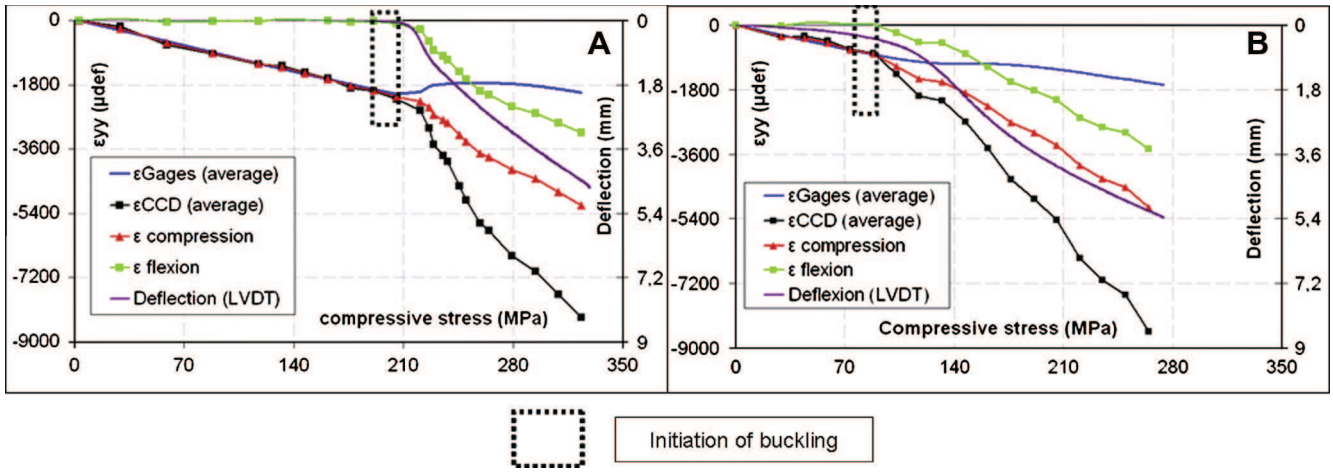 A
0
-1800
-3600
-5400
-7200
-9000
εyy (µdef)
0
1.8
3.6
5.4
7.2
9
Deflection (mm)
εGages (average)
εCCD (average)
ε compression
ε flexion
Deflection (LVDT)
compressive stress (MPa)
0 70 140 210 280 350
B
0
-1800
-3600
-5400
-7200
-9000
εyy (µdef)
0
1,8
3,6
5,4
7,2
9
Deflection (mm)
εGages (average)
εCCD (average)
ε compression
ε flexion
Deflexion (LVDT)
Compressive stress (MPa)
0 70 140 210 280 350
Initiation of buckling